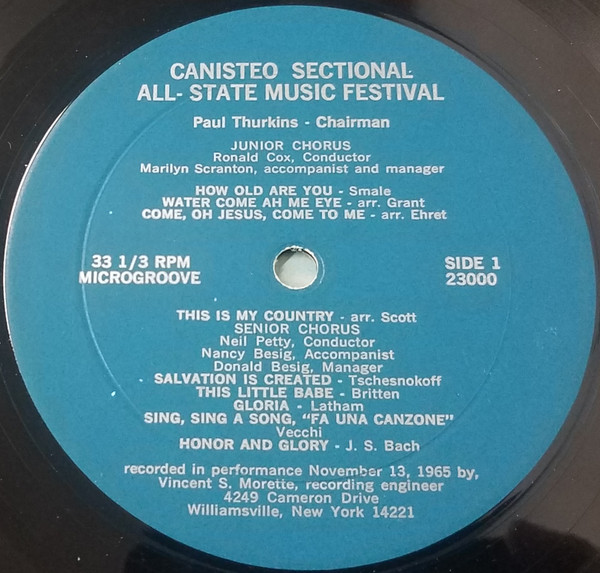 CANISTEO SECTIONAL
ALL- STATE MUSIC FESTIVAL
Paul Thurkins - Chairman
JUNIOR CHORUS
Ronald Cox, Conductor
Marilyn Scranton, accompanist and manager
HOW OLD ARE YOU - Smale
WATER COME AH ME EYE - arr. Grant
COME, OH JESUS, COME TO ME - arr. Ehret
33 1/3 RPM
MICROGROOVE
SIDE 1
23000
THIS IS MY COUNTRY - arr. Scott
SENIOR CHORUS
Neil Petty, Conductor
Nancy Besig, Accompanist
Donald Besig, Manager
SALVATION IS CREATED - Tschesnokoff
THIS LITTLE BABE - Britten
GLORIA - Latham
SING, SING A SONG, "FA UNA CANZONE"
Vecchi
HONOR AND GLORY - J. S. Bach
recorded in performance November 13, 1965 by,
Vincent S. Morette, recording engineer
4249 Cameron Drive
Williamsville, New York 14221